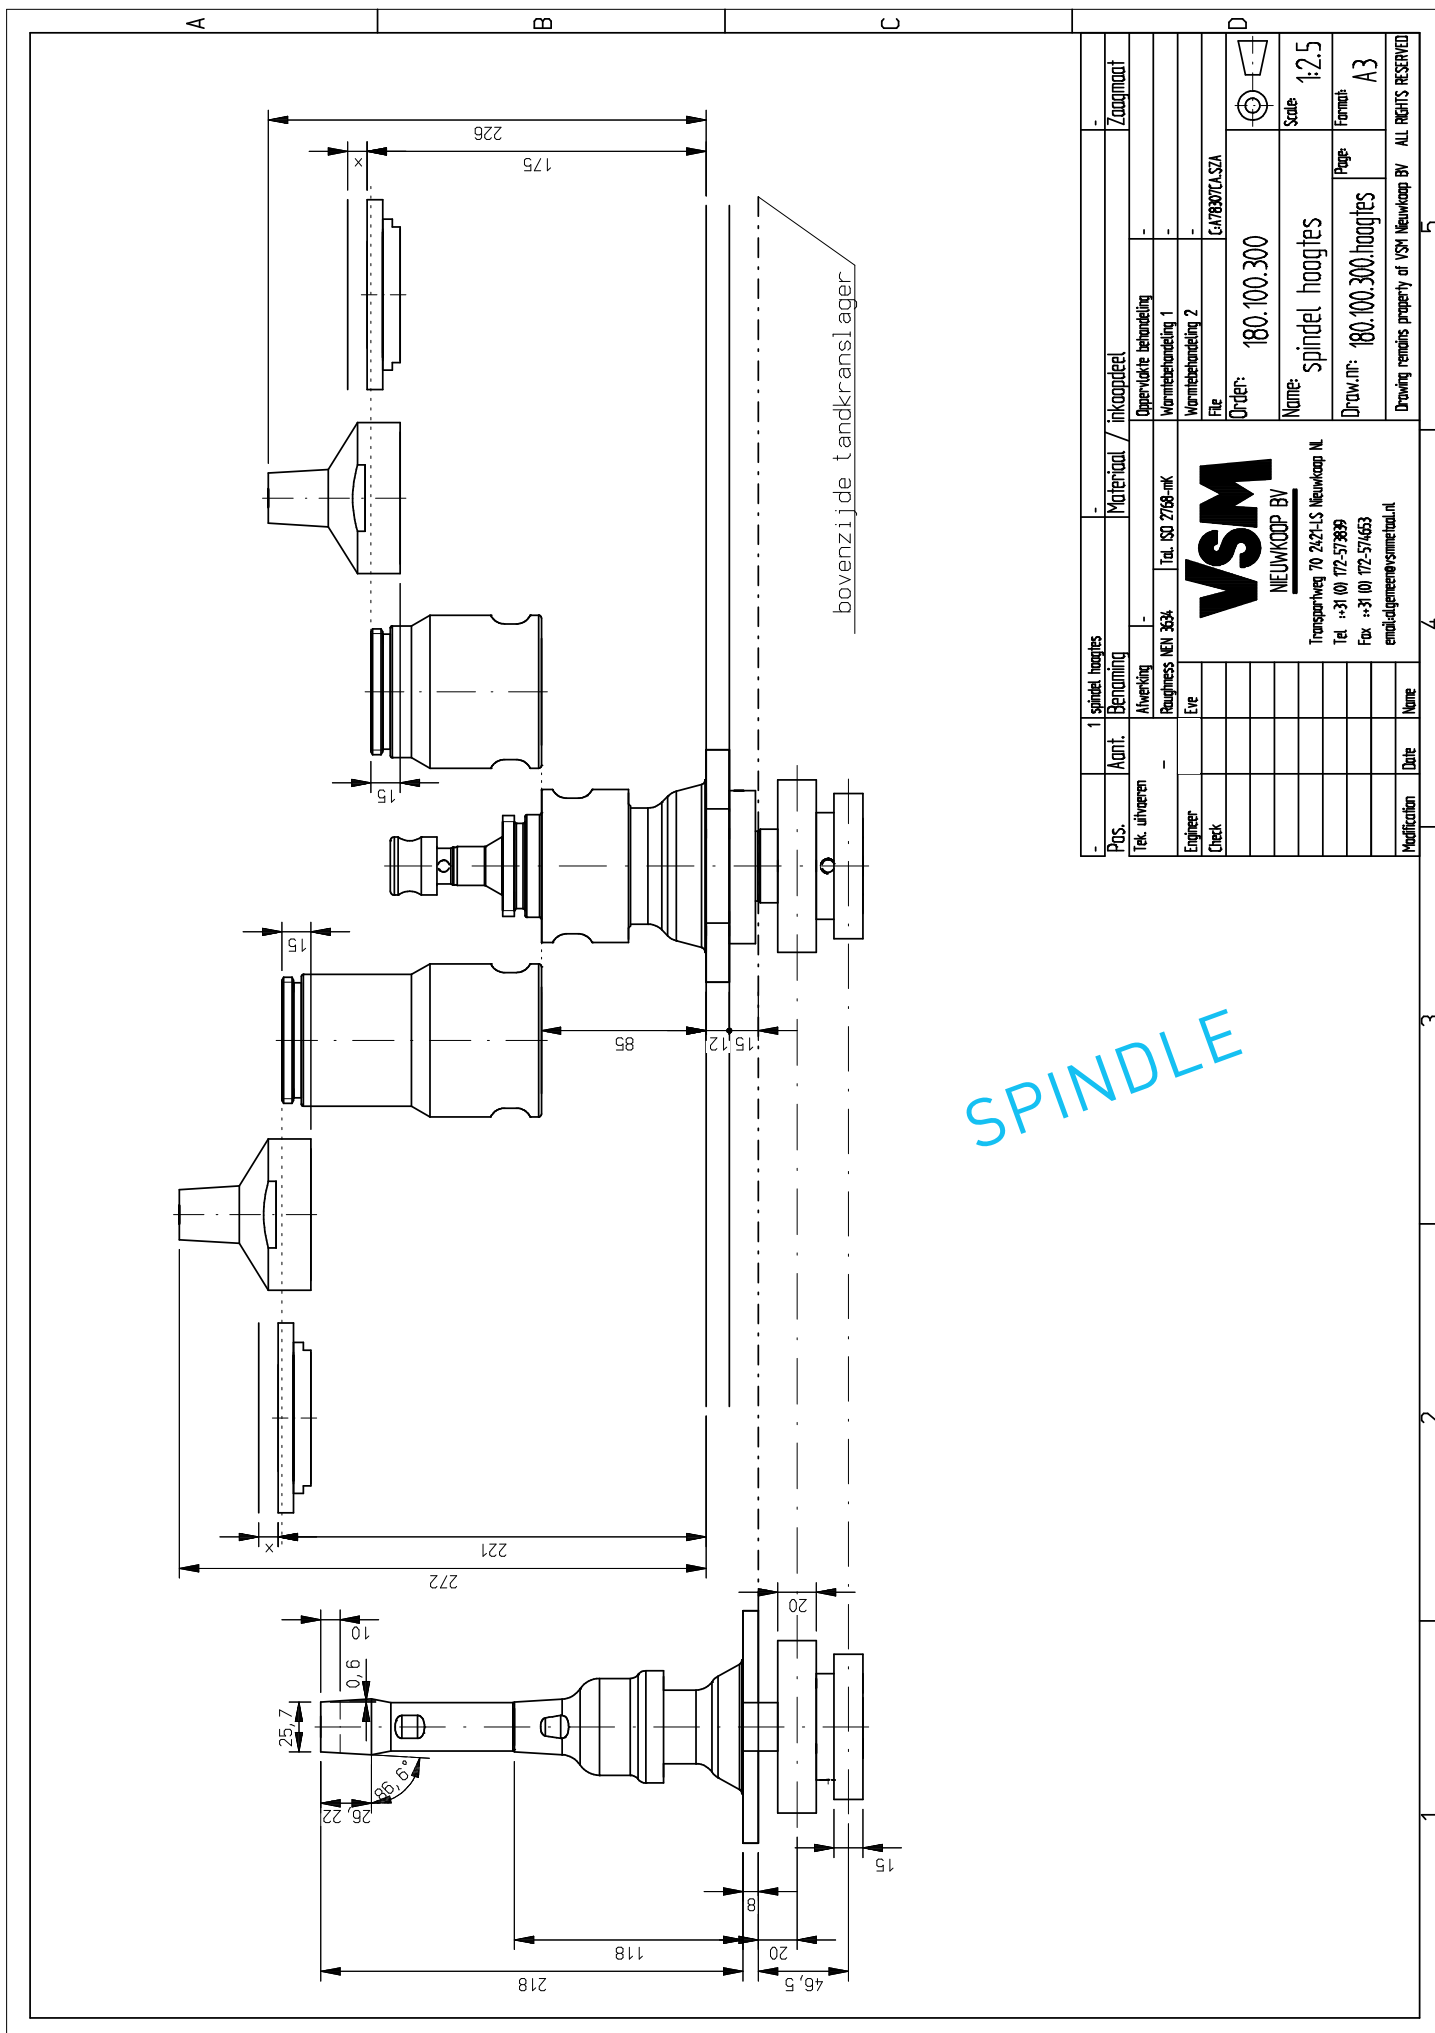 A
B
C
D
1
2
3
4
5
226
x
175
15
15
85
12
15
bovenzijde tandkranslager
x
221
272
10
0,6
25,7
86,6°
26,22
20
15
8
118
20
218
46,5
SPINDLE
- 1 spindel hoogtes - -
Pos. Aant. Benaming Materiaal / inkoopdeel Zaagmaat
Tek. uitvoeren - Afwerking - Oppervlakte behandeling -
Roughness NEN 3634 Tol. ISO 2768-mK Warmtebehandeling 1 -
Engineer Eve Warmtebehandeling 2 -
Check File C:A78307CA.SZA
VSM
NIEUWKOOP BV
Transportweg 70 2421-LS Nieuwkoop NL
Tel :+31 (0) 172-573839
Fax :+31 (0) 172-574653
email:algemeen@vsmmetaal.nl
Order: 180.100.300
Name: spindel hoogtes
Scale: 1:2.5
Draw.nr: 180.100.300.hoogtes
Page:
Format: A3
Modification Date Name
Drawing remains property of VSM Nieuwkoop BV ALL RIGHTS RESERVED